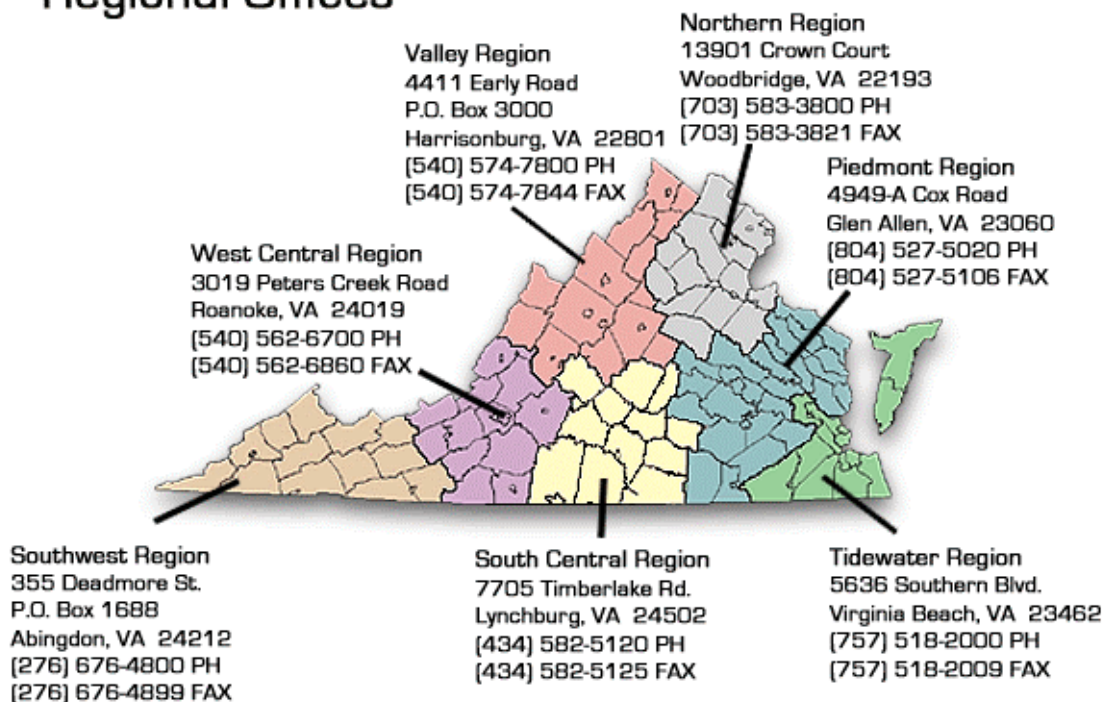 Regional Offices
Northern Region
13901 Crown Court
Woodbridge, VA 22193
(703) 583-3800 PH
(703) 583-3821 FAX
Valley Region
4411 Early Road
P.O. Box 3000
Harrisonburg, VA 22801
(540) 574-7800 PH
(540) 574-7844 FAX
Piedmont Region
4949-A Cox Road
Glen Allen, VA 23060
(804) 527-5020 PH
(804) 527-5106 FAX
West Central Region
3019 Peters Creek Road
Roanoke, VA 24019
(540) 562-6700 PH
(540) 562-6860 FAX
Southwest Region
355 Deadmore St.
P.O. Box 1688
Abingdon, VA 24212
(276) 676-4800 PH
(276) 676-4899 FAX
South Central Region
7705 Timberlake Rd.
Lynchburg, VA 24502
(434) 582-5120 PH
(434) 582-5125 FAX
Tidewater Region
5636 Southern Blvd.
Virginia Beach, VA 23462
(757) 518-2000 PH
(757) 518-2009 FAX